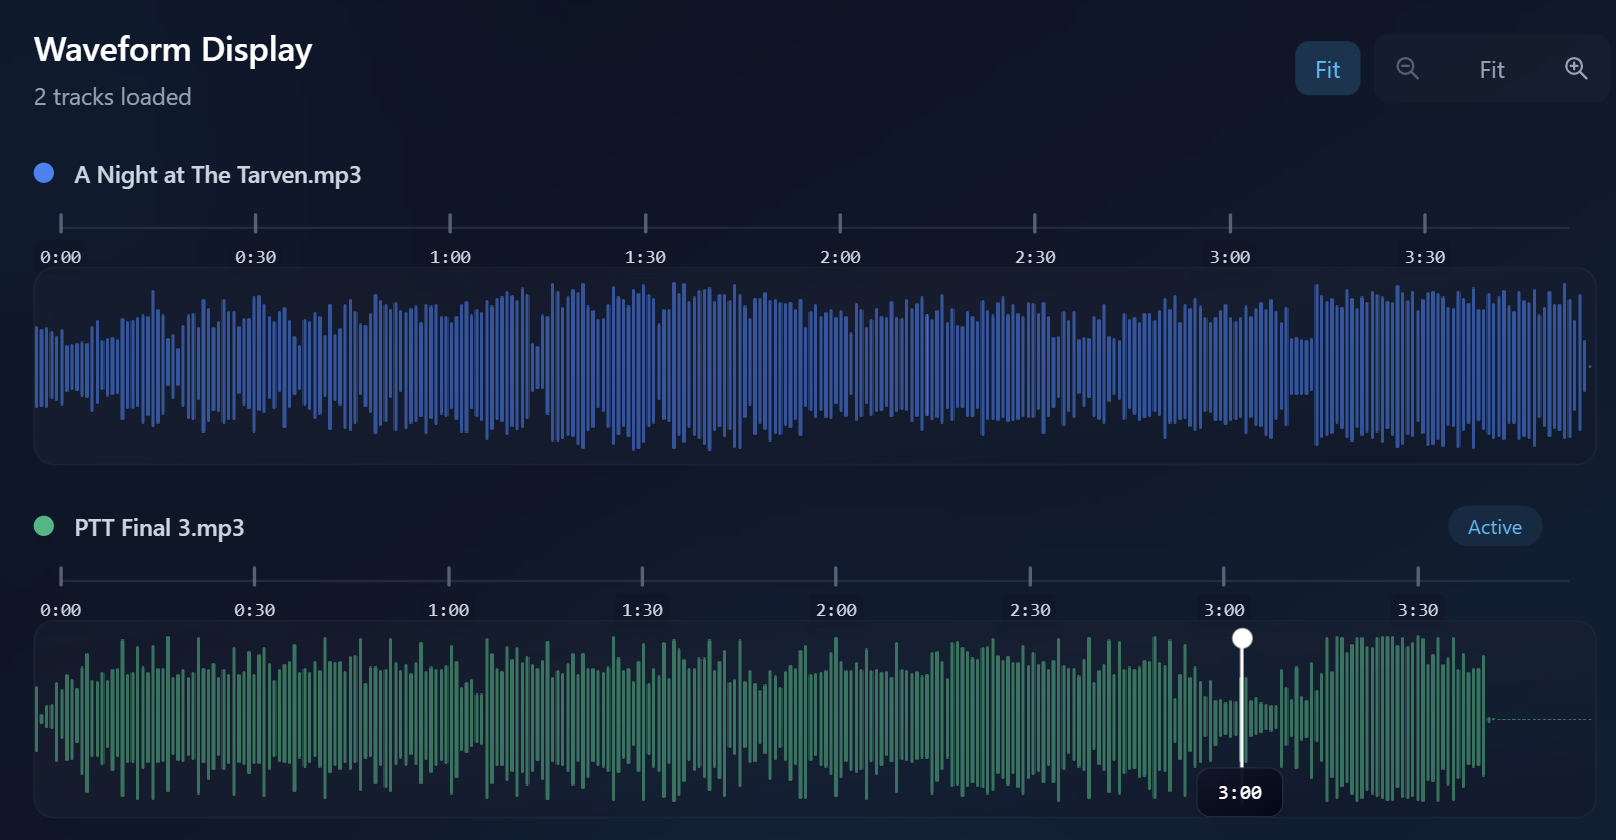 Waveform Display
2 tracks loaded
Fit
Fit
A Night at The Tarven.mp3
0:00 0:30 1:00 1:30 2:00 2:30 3:00 3:30
PTT Final 3.mp3
Active
0:00 0:30 1:00 1:30 2:00 2:30 3:00 3:30
3:00